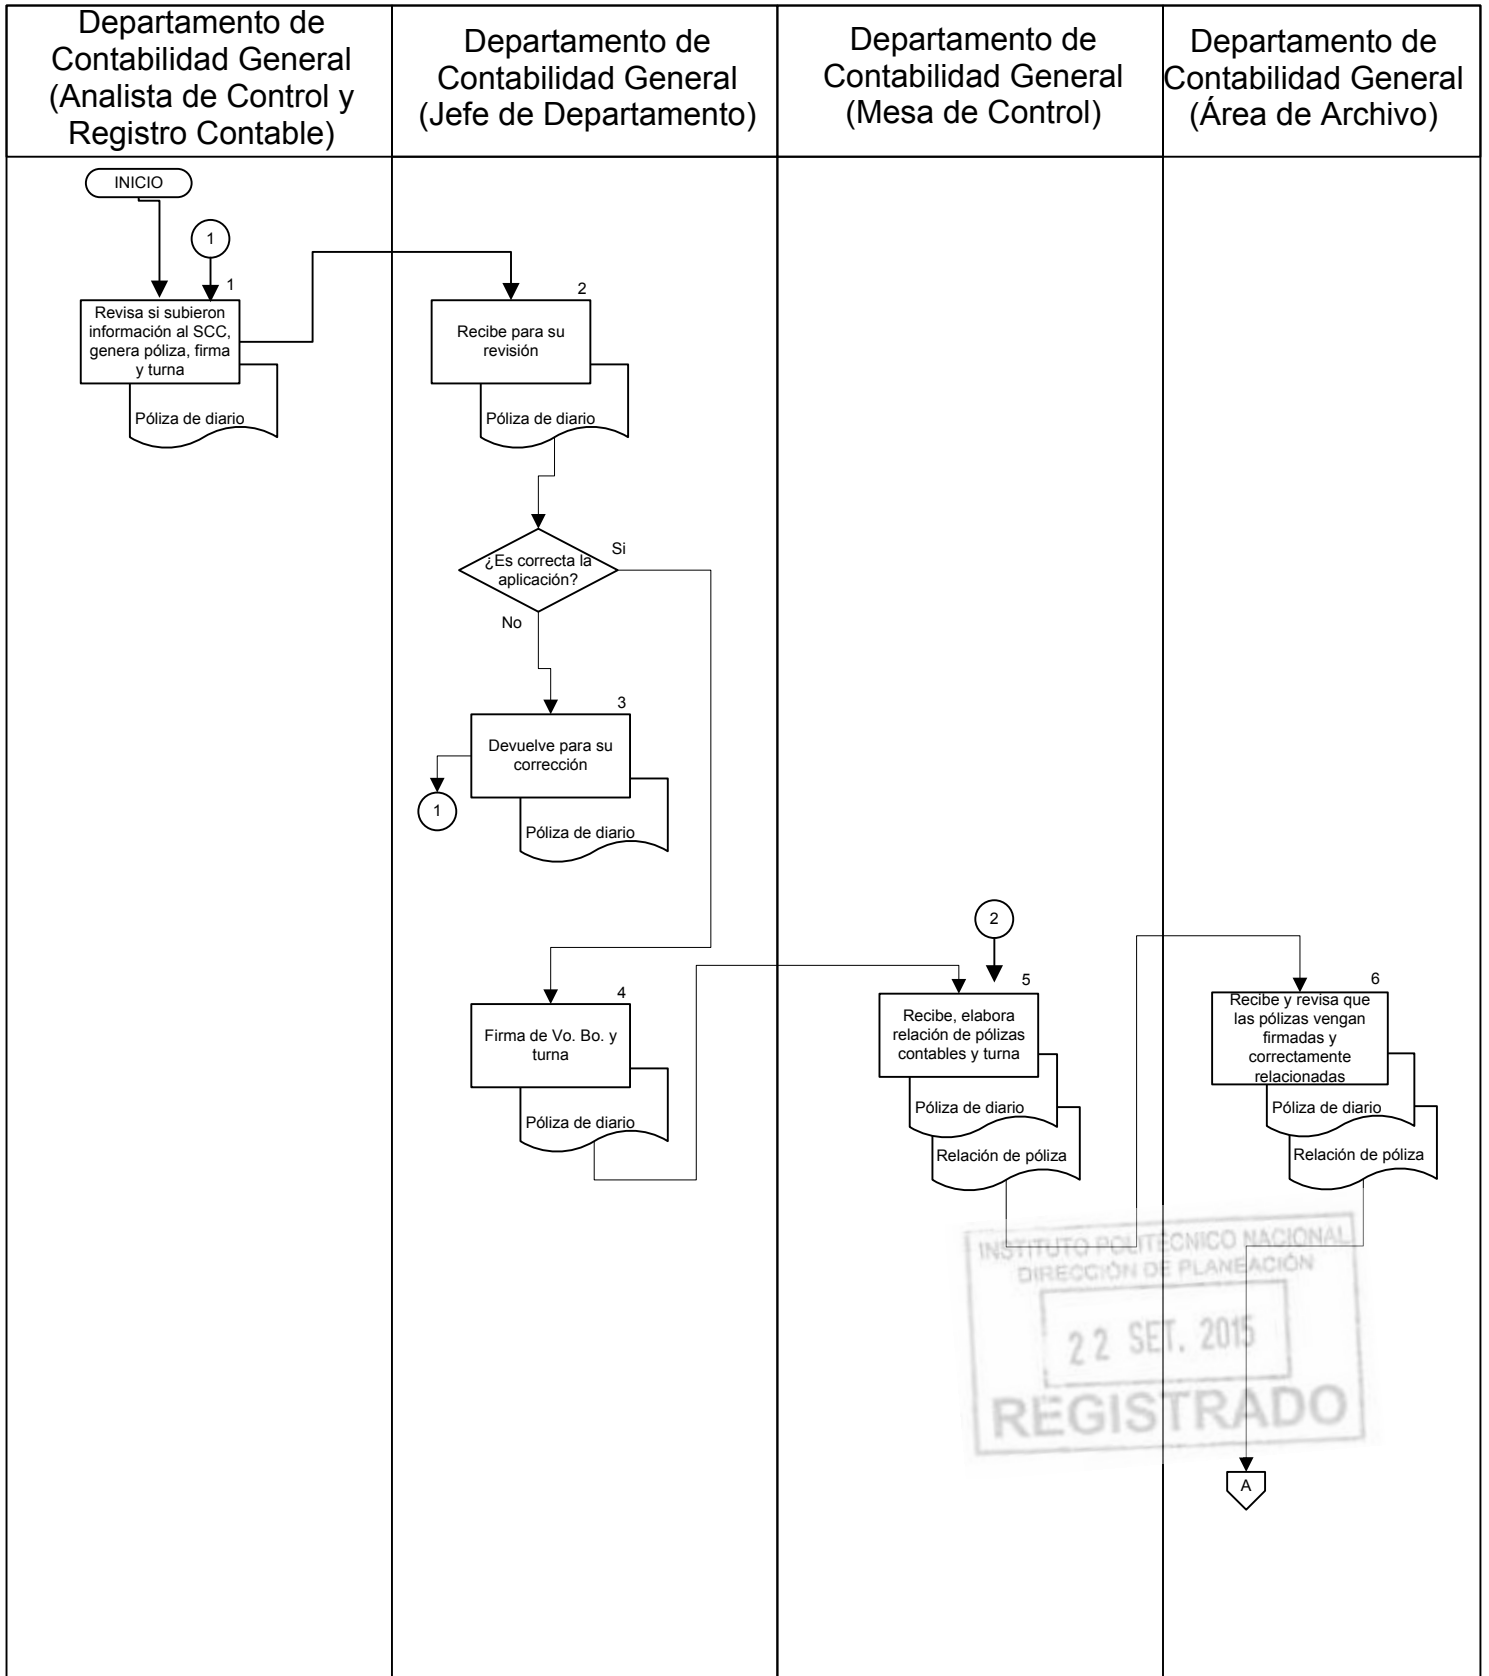 Departamento de
Contabilidad General
(Analista de Control y
Registro Contable)
Departamento de
Contabilidad General
(Jefe de Departamento)
Departamento de
Contabilidad General
(Mesa de Control)
Departamento de
Contabilidad General
(Área de Archivo)
INICIO
1
1
Revisa si subieron
información al SCC,
genera póliza, firma
y turna
Póliza de diario
2
Recibe para su
revisión
Póliza de diario
¿Es correcta la
aplicación?
Si
No
3
Devuelve para su
corrección
Póliza de diario
1
4
Firma de Vo. Bo. y
turna
Póliza de diario
2
5
Recibe, elabora
relación de pólizas
contables y turna
Póliza de diario
Relación de póliza
6
Recibe y revisa que
las pólizas vengan
firmadas y
correctamente
relacionadas
Póliza de diario
Relación de póliza
INSTITUTO POLITECNICO NACIONAL
DIRECCIÓN DE PLANEACIÓN
22 SET. 2015
REGISTRADO
A